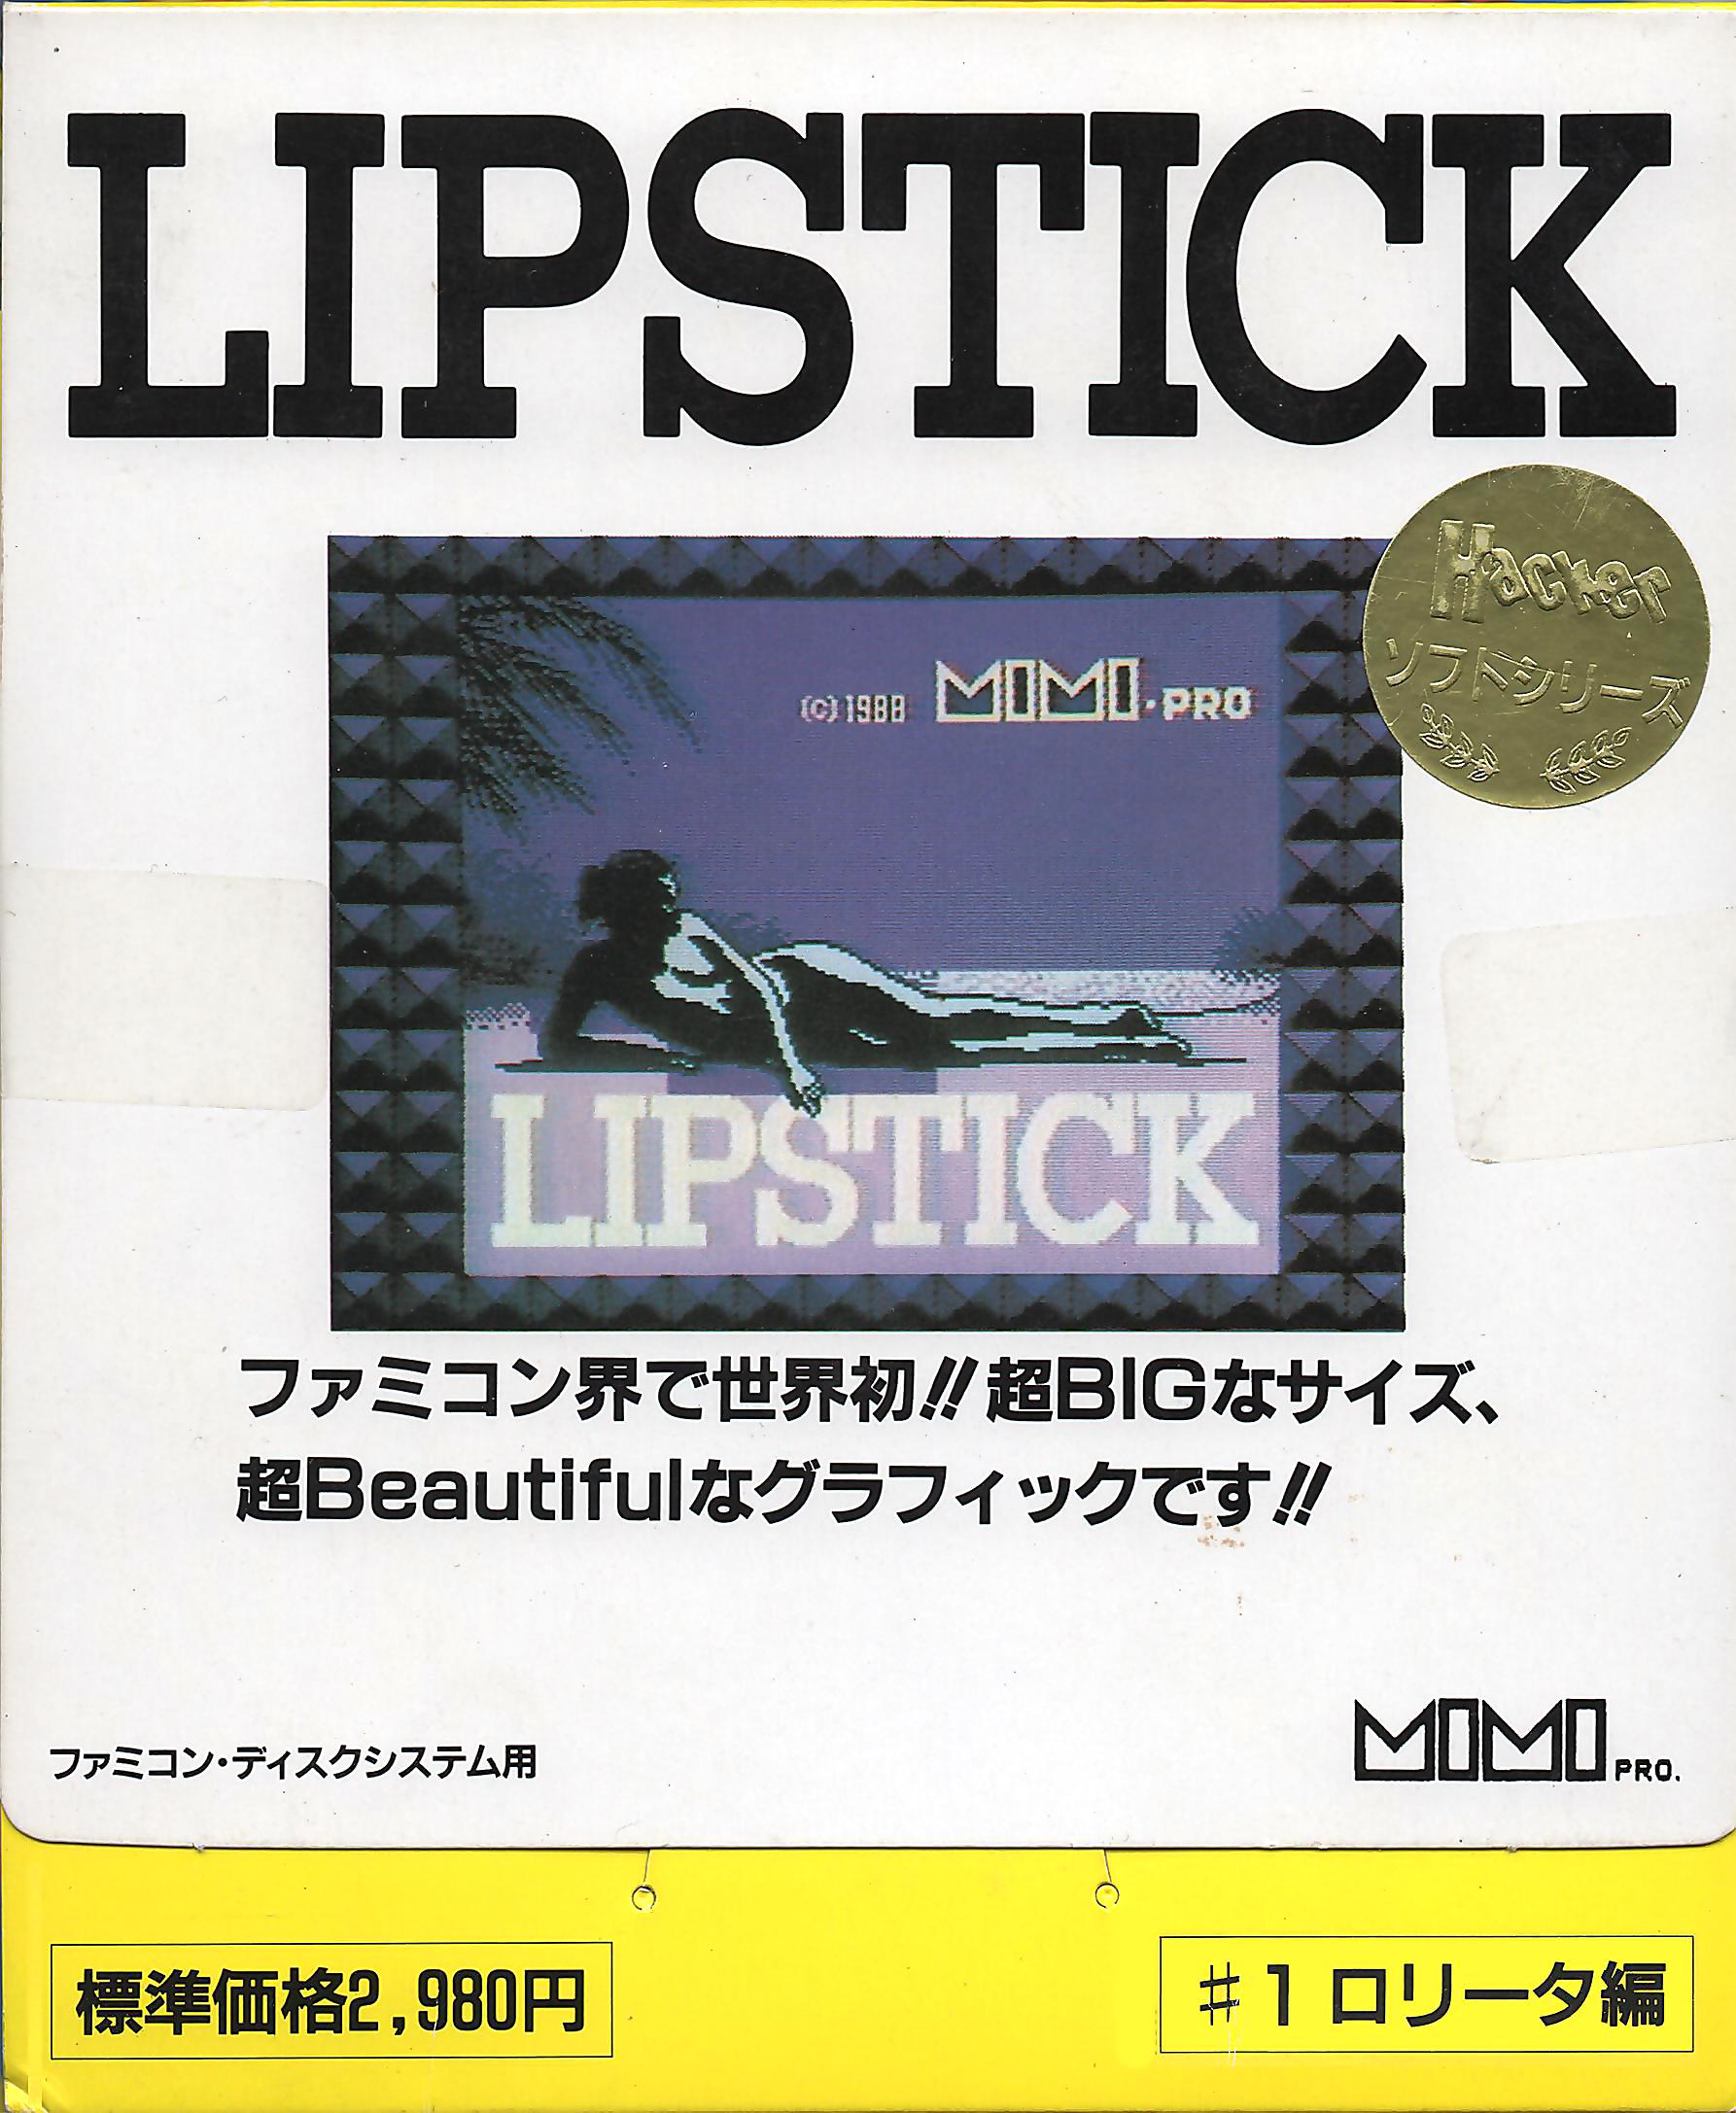 LIPSTICK
Hacker
ソフトシリーズ
(C)1988 MIMI・PRO
LIPSTICK
ファミコン界で世界初!!超BIGなサイズ、
超Beautifulなグラフィックです!!
ファミコン・ディスクシステム用
MIMI PRO.
標準価格2,980円
♯1 ロリータ編